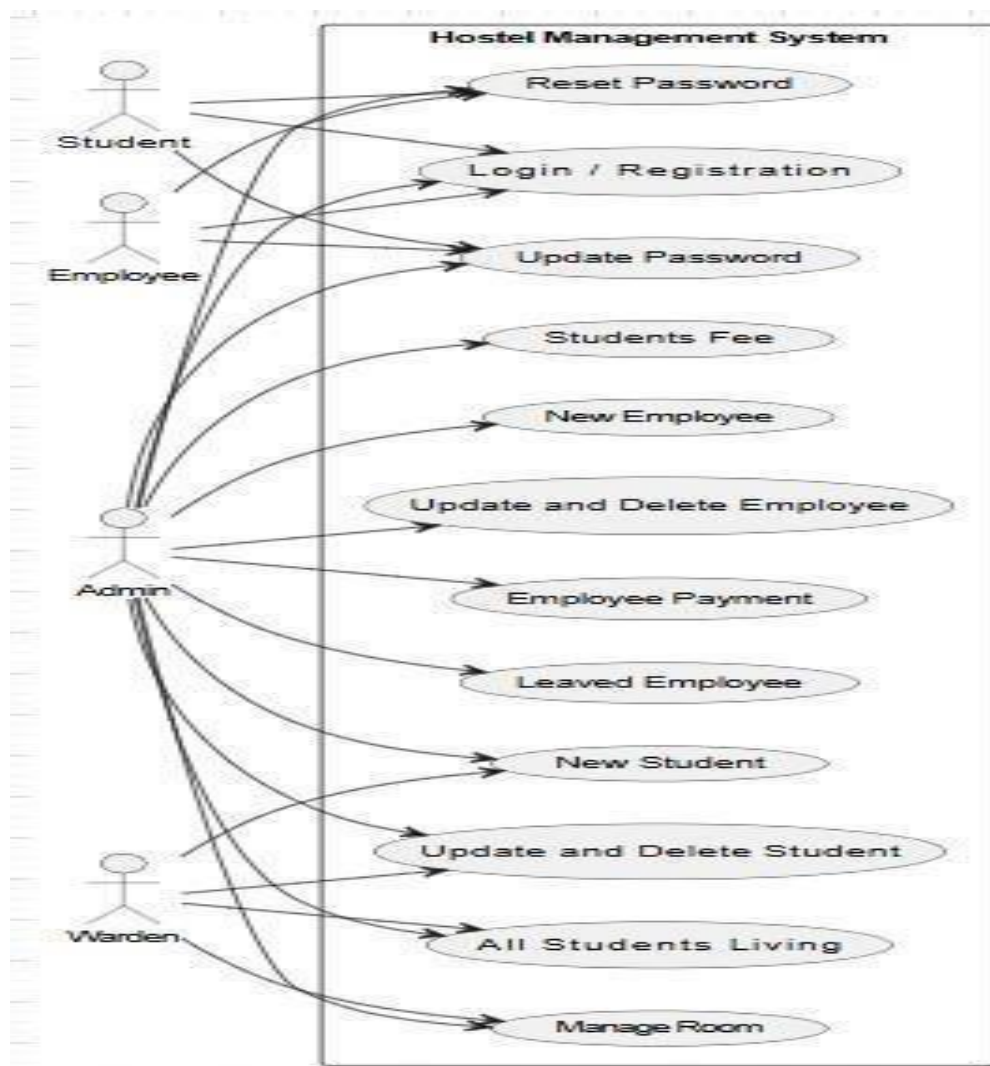 Hostel Management System
Reset Password
Student
Login / Registration
Employee
Update Password
Students Fee
New Employee
Update and Delete Employee
Admin
Employee Payment
Leaved Employee
New Student
Update and Delete Student
Warden
All Students Living
Manage Room